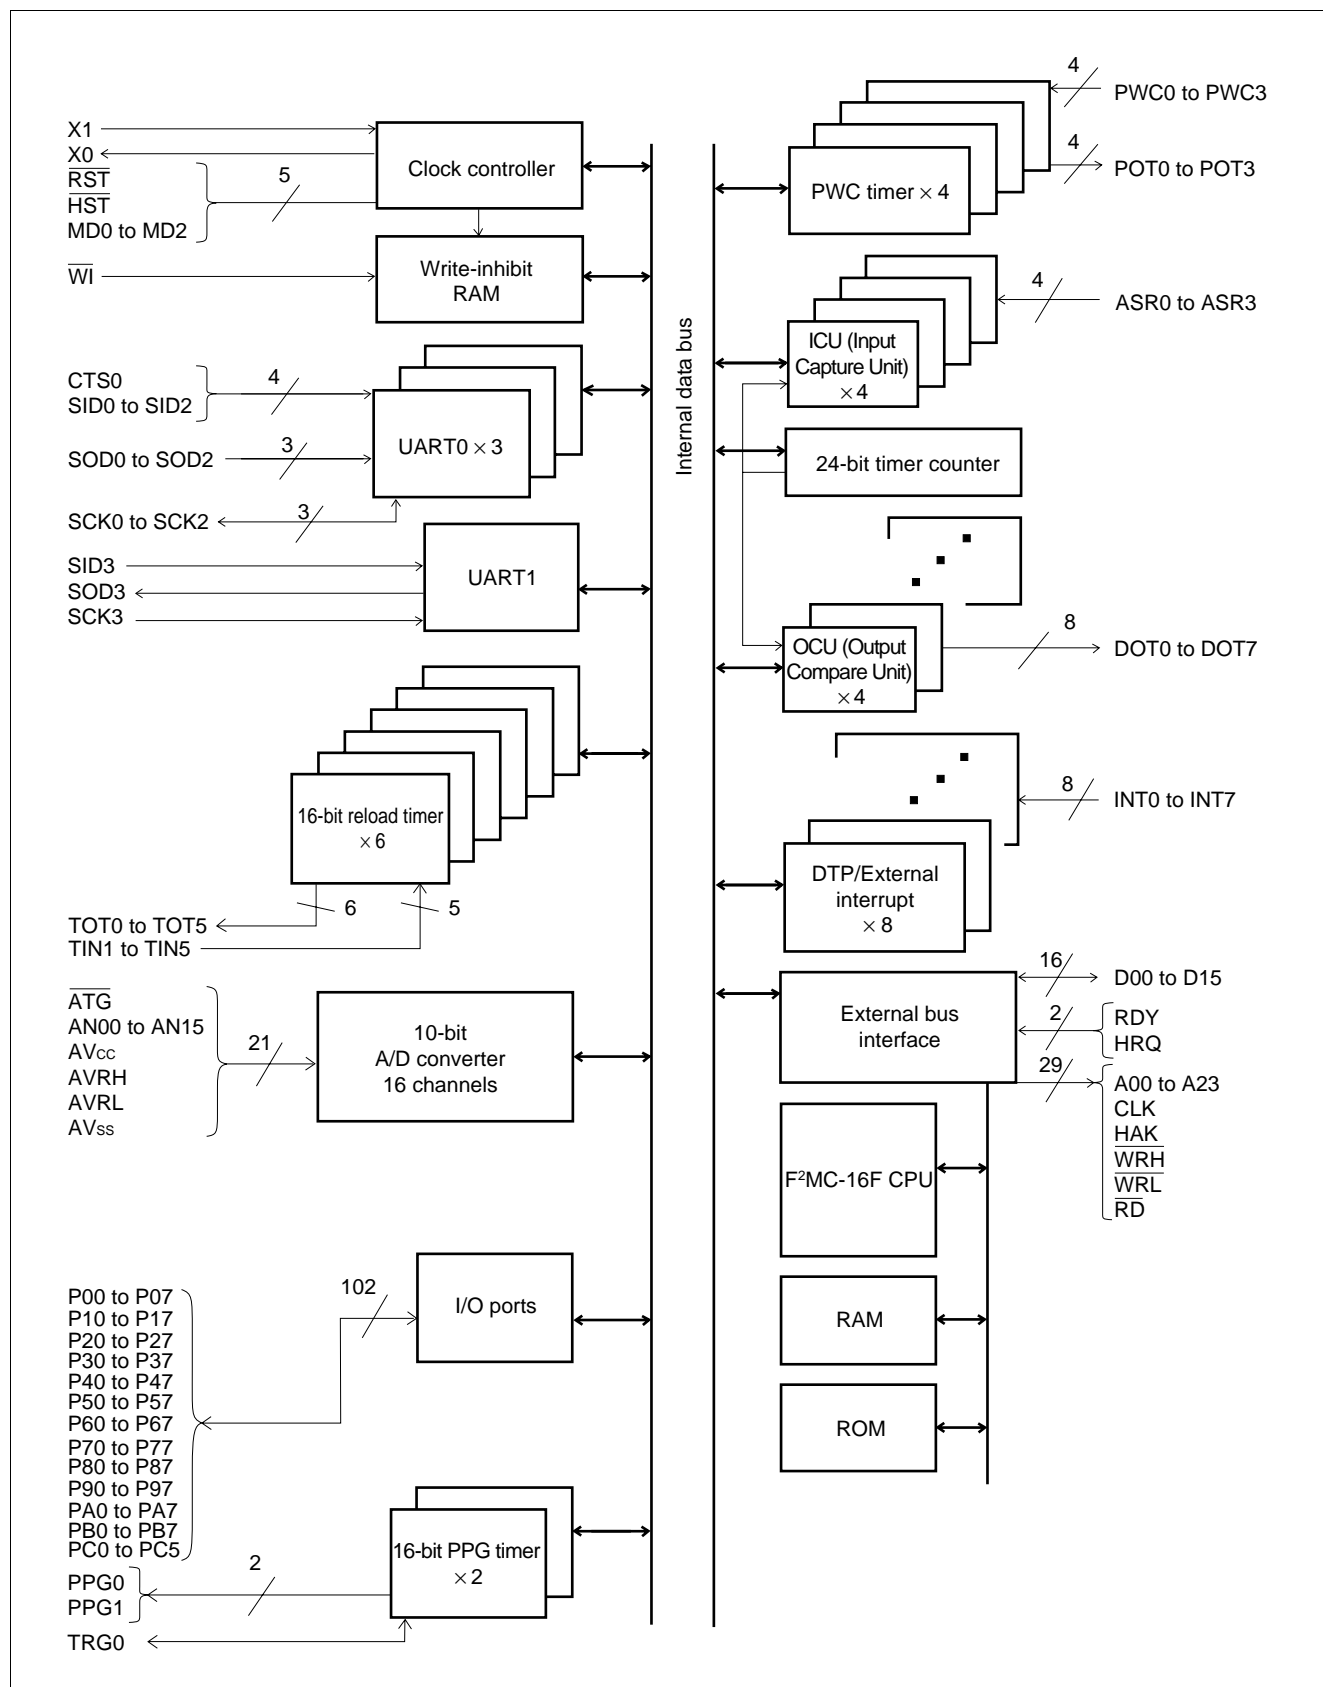 X1
X0
RST
HST
MD0 to MD2
5
Clock controller
WI
Write-inhibit
RAM
CTS0
SID0 to SID2
4
SOD0 to SOD2
3
UART0 × 3
SCK0 to SCK2
3
SID3
SOD3
SCK3
UART1
16-bit reload timer
× 6
6
5
TOT0 to TOT5
TIN1 to TIN5
ATG
AN00 to AN15
AVCC
AVRH
AVRL
AVSS
21
10-bit
A/D converter
16 channels
P00 to P07
P10 to P17
P20 to P27
P30 to P37
P40 to P47
P50 to P57
P60 to P67
P70 to P77
P80 to P87
P90 to P97
PA0 to PA7
PB0 to PB7
PC0 to PC5
102
I/O ports
PPG0
PPG1
2
16-bit PPG timer
× 2
TRG0
Internal data bus
4
PWC0 to PWC3
4
POT0 to POT3
PWC timer × 4
4
ASR0 to ASR3
ICU (Input
Capture Unit)
× 4
24-bit timer counter
OCU (Output
Compare Unit)
× 4
8
DOT0 to DOT7
8
INT0 to INT7
DTP/External
interrupt
× 8
External bus
interface
16
D00 to D15
2
RDY
HRQ
29
A00 to A23
CLK
HAK
WRH
WRL
RD
F²MC-16F CPU
RAM
ROM